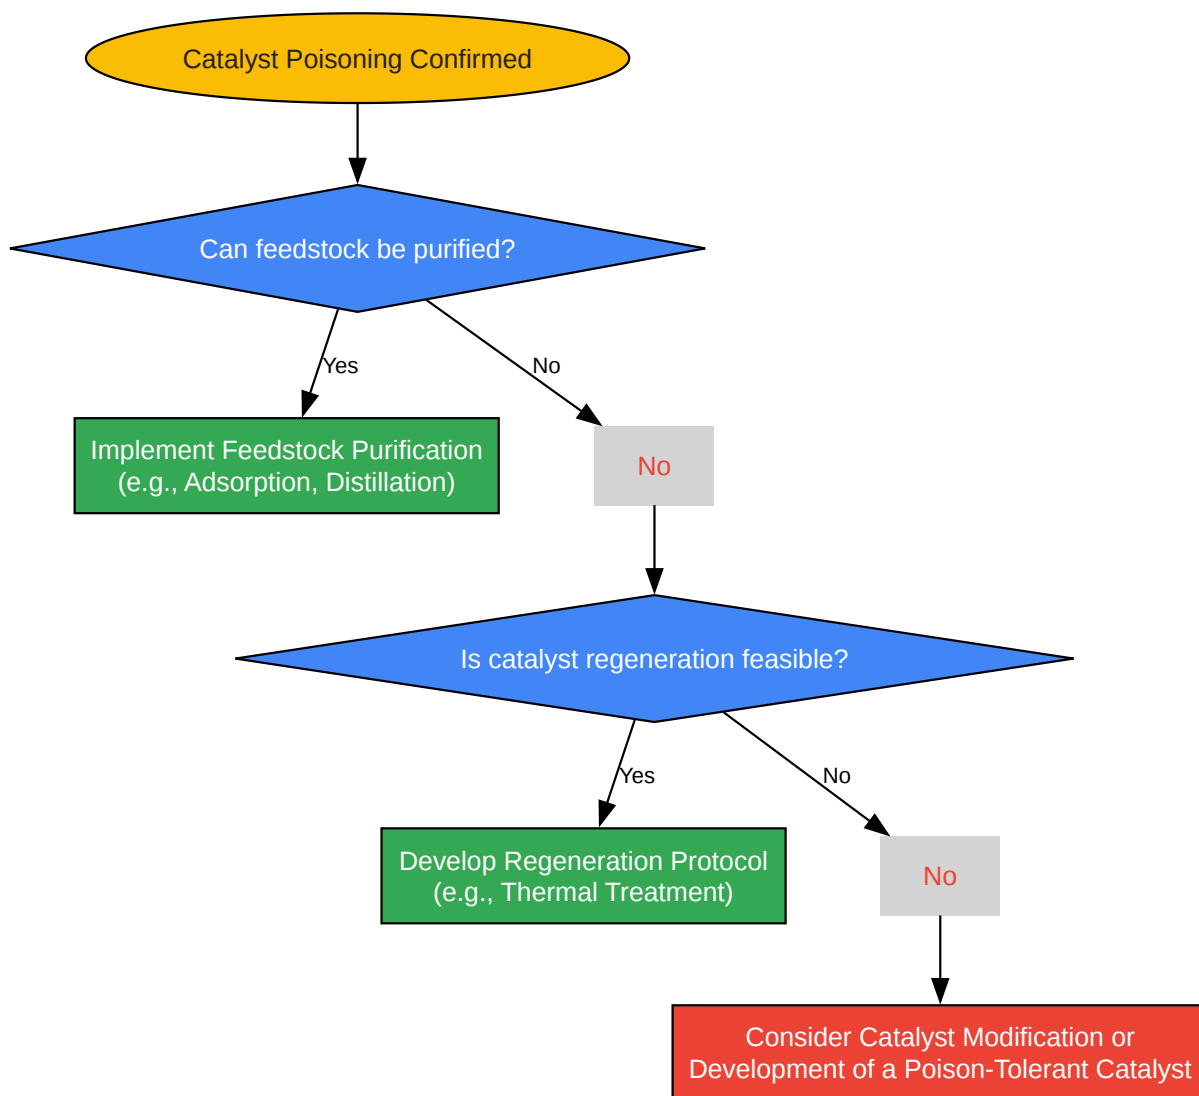 Catalyst Poisoning Confirmed
Can feedstock be purified?
Yes
No
Implement Feedstock Purification
(e.g., Adsorption, Distillation)
No
Is catalyst regeneration feasible?
Yes
No
Develop Regeneration Protocol
(e.g., Thermal Treatment)
No
Consider Catalyst Modification or
Development of a Poison-Tolerant Catalyst